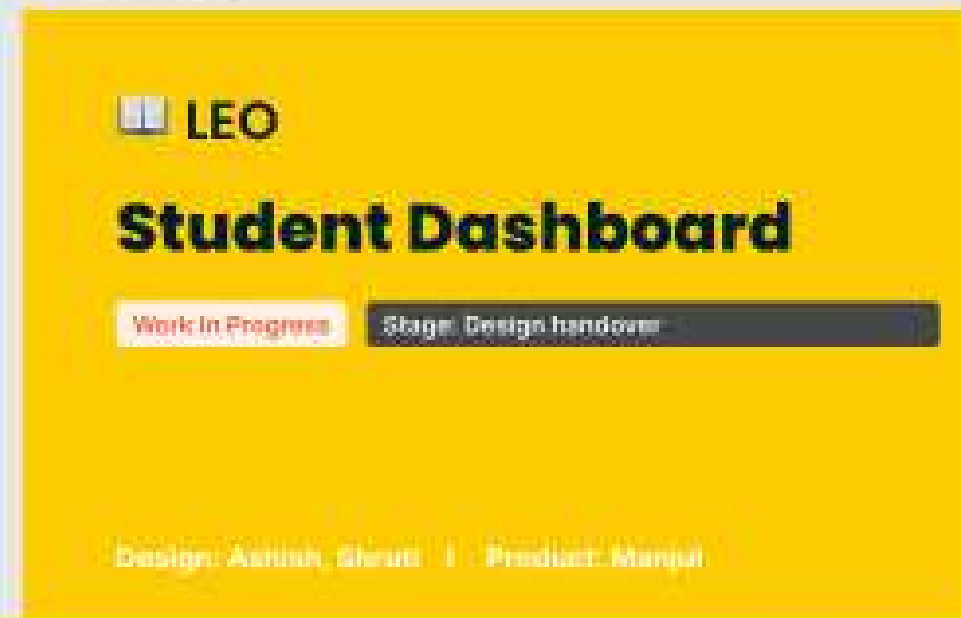 LEO
Student Dashboard
Work in Progress
Stage: Design handover
Design: Ashish, Shruti | Product: Manjul